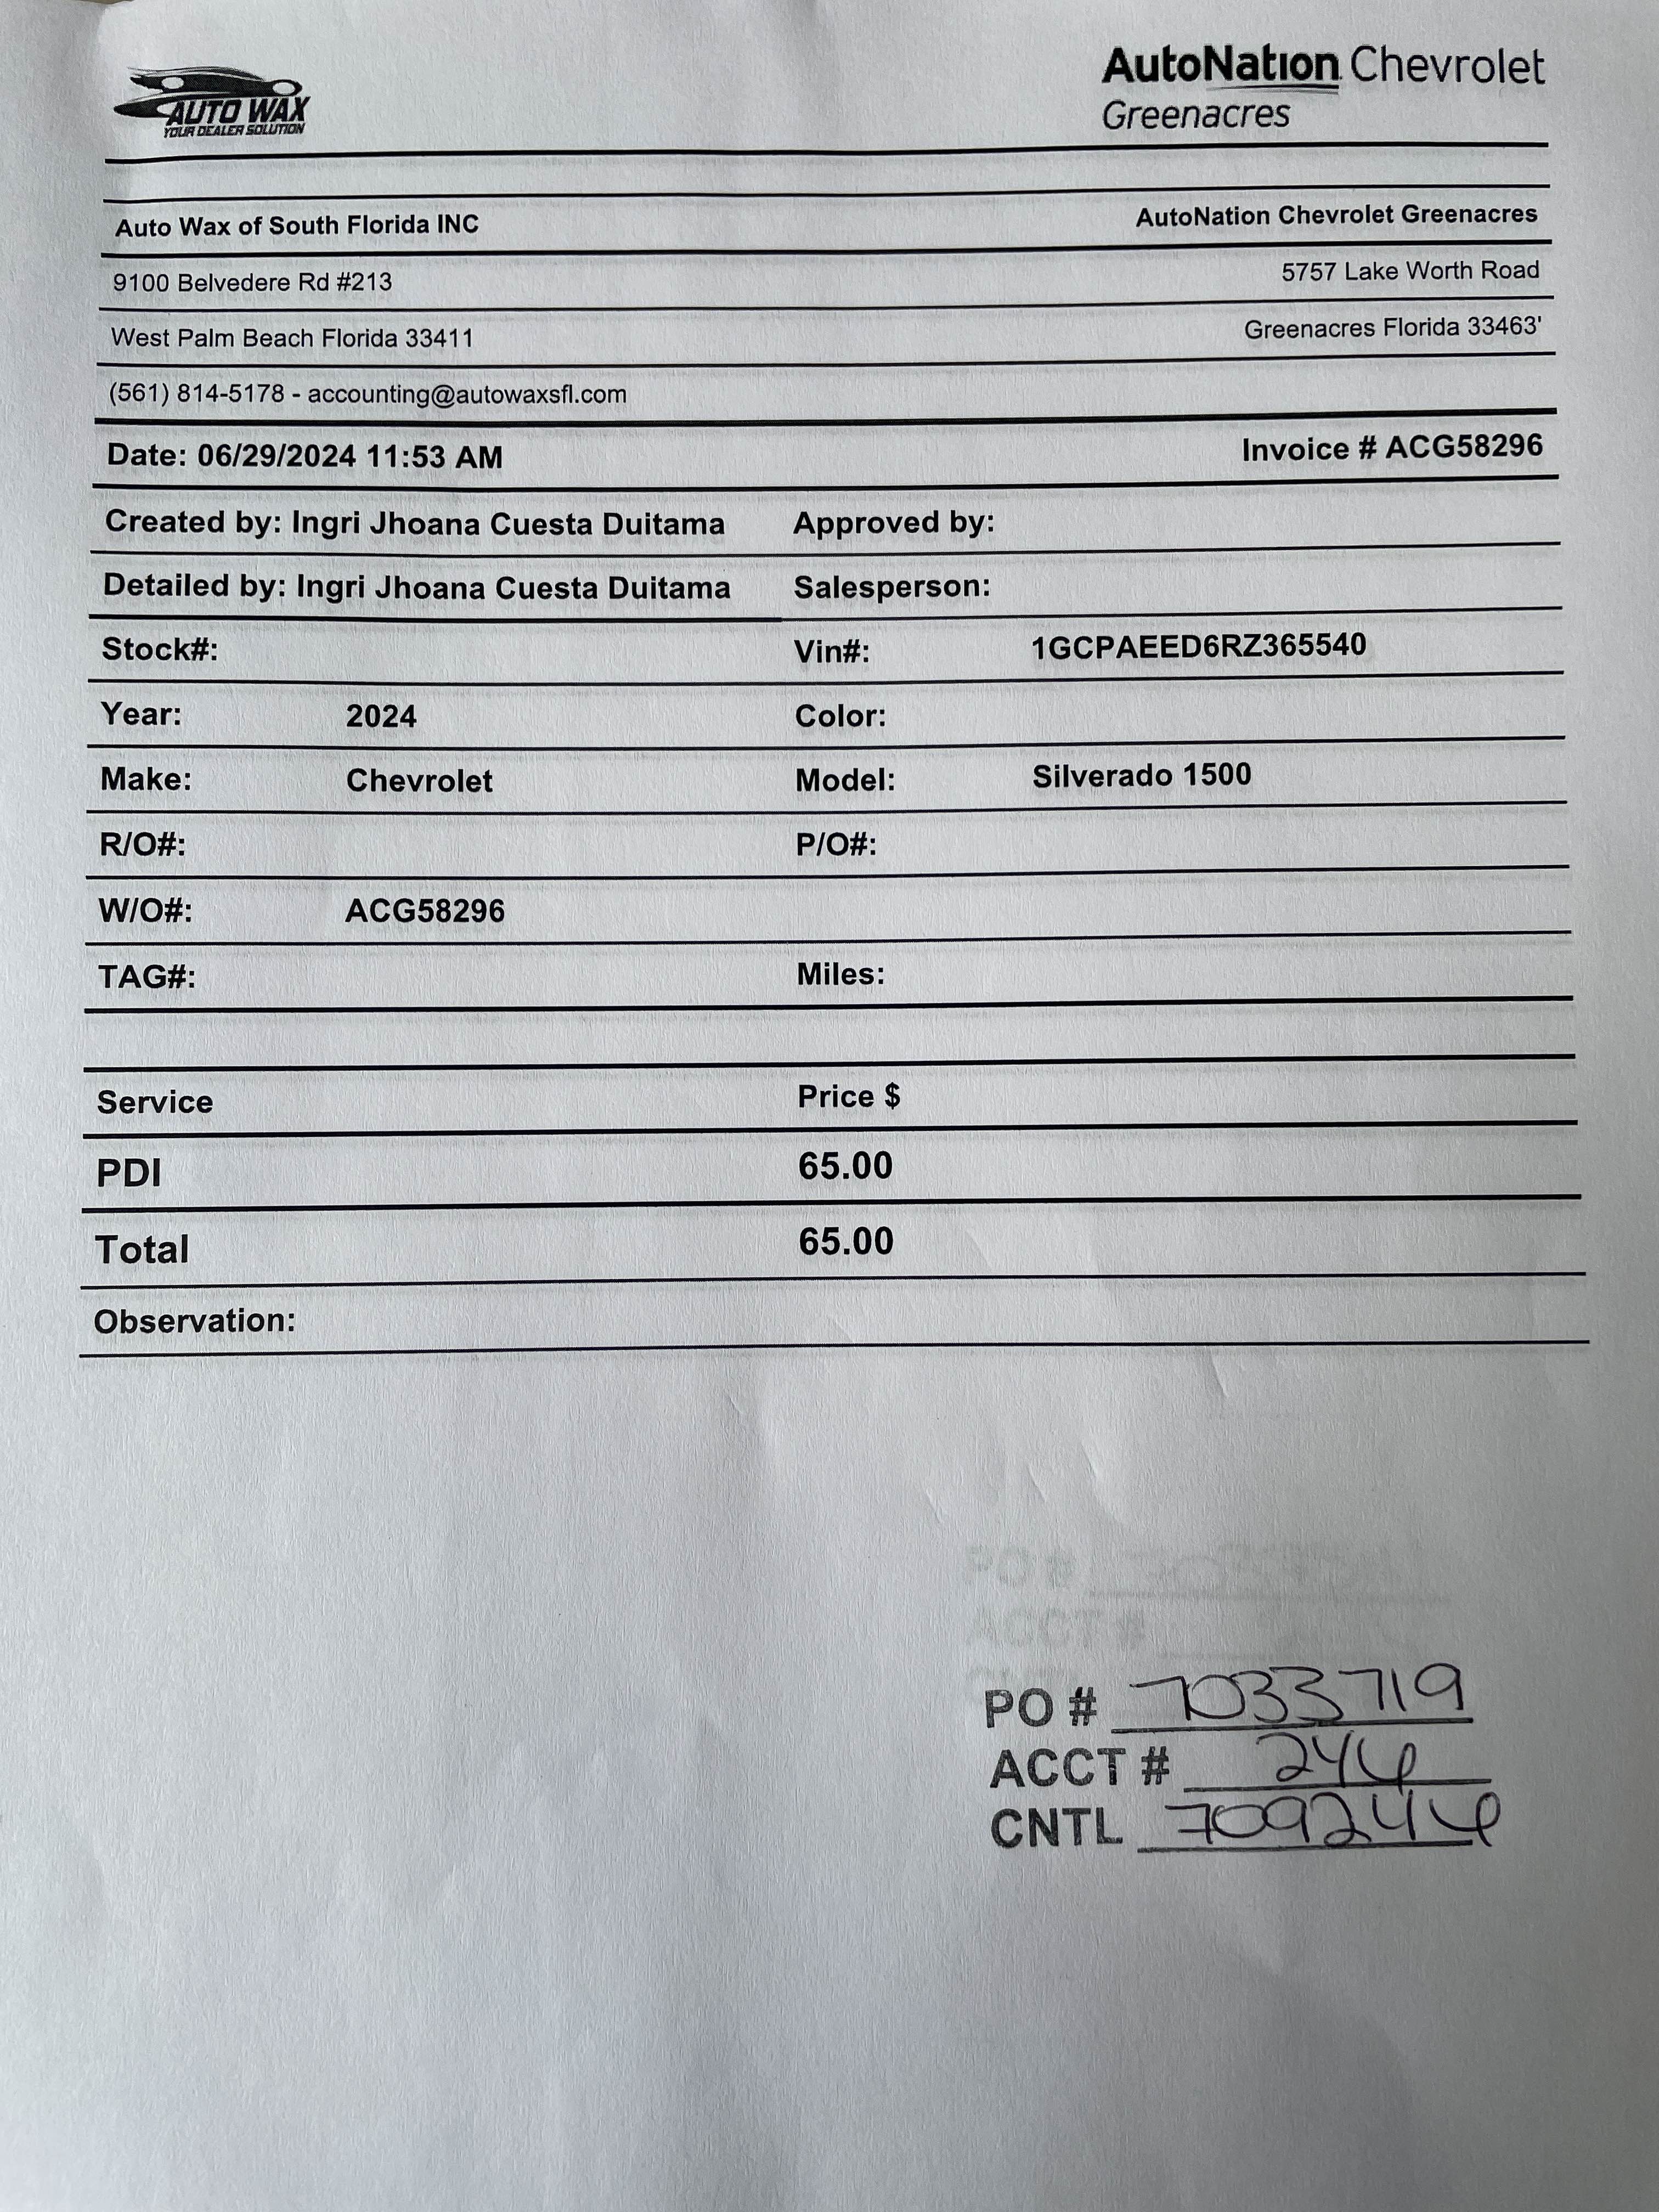 AUTO WAX
YOUR DEALER SOLUTION
AutoNation Chevrolet
Greenacres
Auto Wax of South Florida INC AutoNation Chevrolet Greenacres
9100 Belvedere Rd #213 5757 Lake Worth Road
West Palm Beach Florida 33411 Greenacres Florida 33463'
(561) 814-5178 - accounting@autowaxsfl.com
Date: 06/29/2024 11:53 AM Invoice # ACG58296
Created by: Ingri Jhoana Cuesta Duitama Approved by:
Detailed by: Ingri Jhoana Cuesta Duitama Salesperson:
Stock#: Vin#: 1GCPAEED6RZ365540
Year: 2024 Color:
Make: Chevrolet Model: Silverado 1500
R/O#: P/O#:
W/O#: ACG58296
TAG#: Miles:
Service Price $
PDI 65.00
Total 65.00
Observation:
PO #
ACCT #
PO # 7033719
ACCT # 246
CNTL 7092446